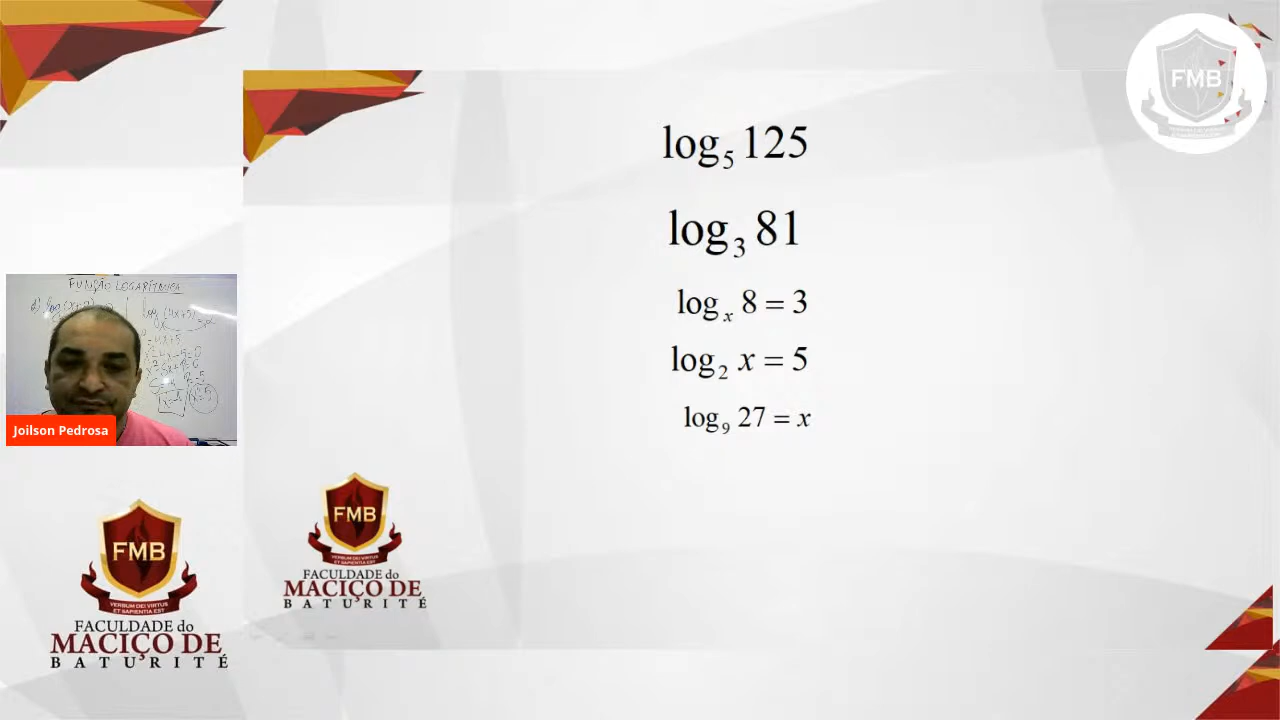 FMB
log₅ 125
log₃ 81
logₓ 8 = 3
log₂ x = 5
log₉ 27 = x
FUNÇÃO LOGARÍTMICA
Joilson Pedrosa
FMB
VERBUM DEI VIRTUS
ET SAPIENTIA EST
FACULDADE do
MACIÇO DE
BATURITÉ
FMB
VERBUM DEI VIRTUS
ET SAPIENTIA EST
FACULDADE do
MACIÇO DE
BATURITÉ